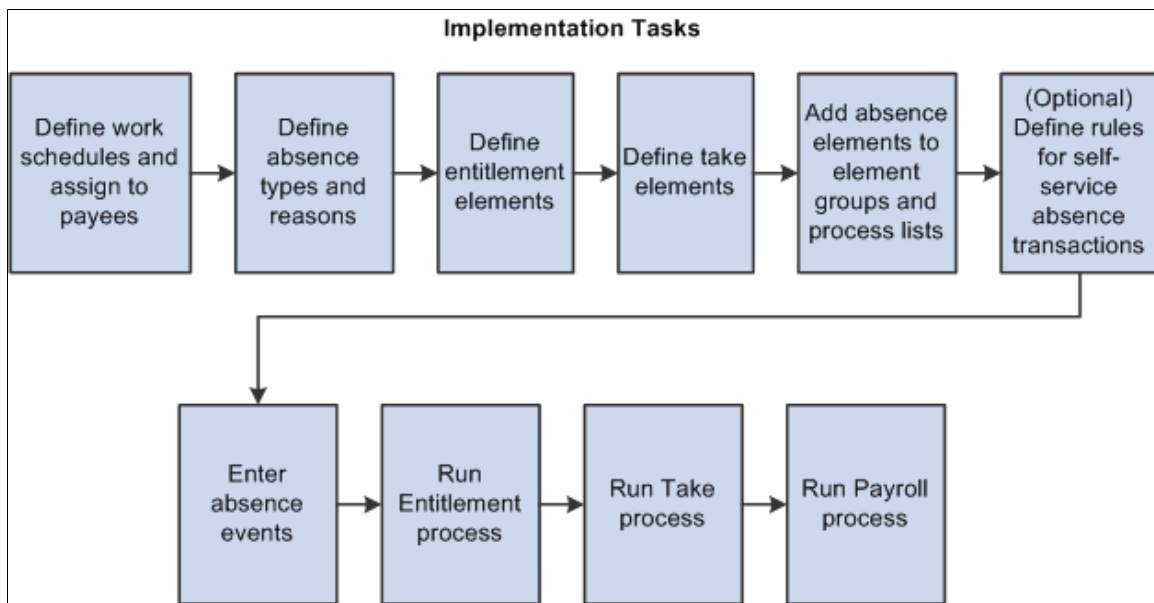 Implementation Tasks
Define work
schedules and
assign to
payees
Define
absence
types and
reasons
Define
entitlement
elements
Define take
elements
Add absence
elements to
element
groups and
process lists
(Optional)
Define rules
for self-
service
absence
transactions
Enter
absence
events
Run
Entitlement
process
Run Take
process
Run Payroll
process